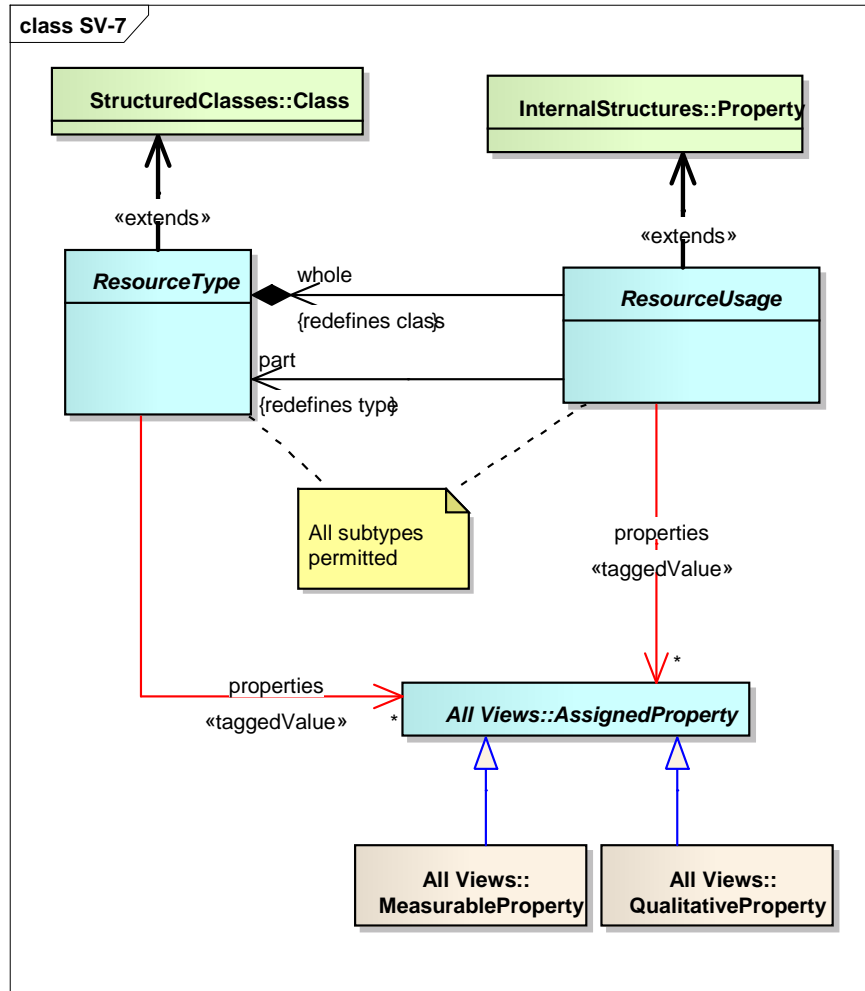 class SV-7
StructuredClasses::Class
InternalStructures::Property
«extends»
«extends»
ResourceType
whole
{redefines class}
ResourceUsage
part
{redefines type}
All subtypes
permitted
properties
«taggedValue»
*
properties
«taggedValue»
*
All Views::AssignedProperty
All Views::
MeasurableProperty
All Views::
QualitativeProperty